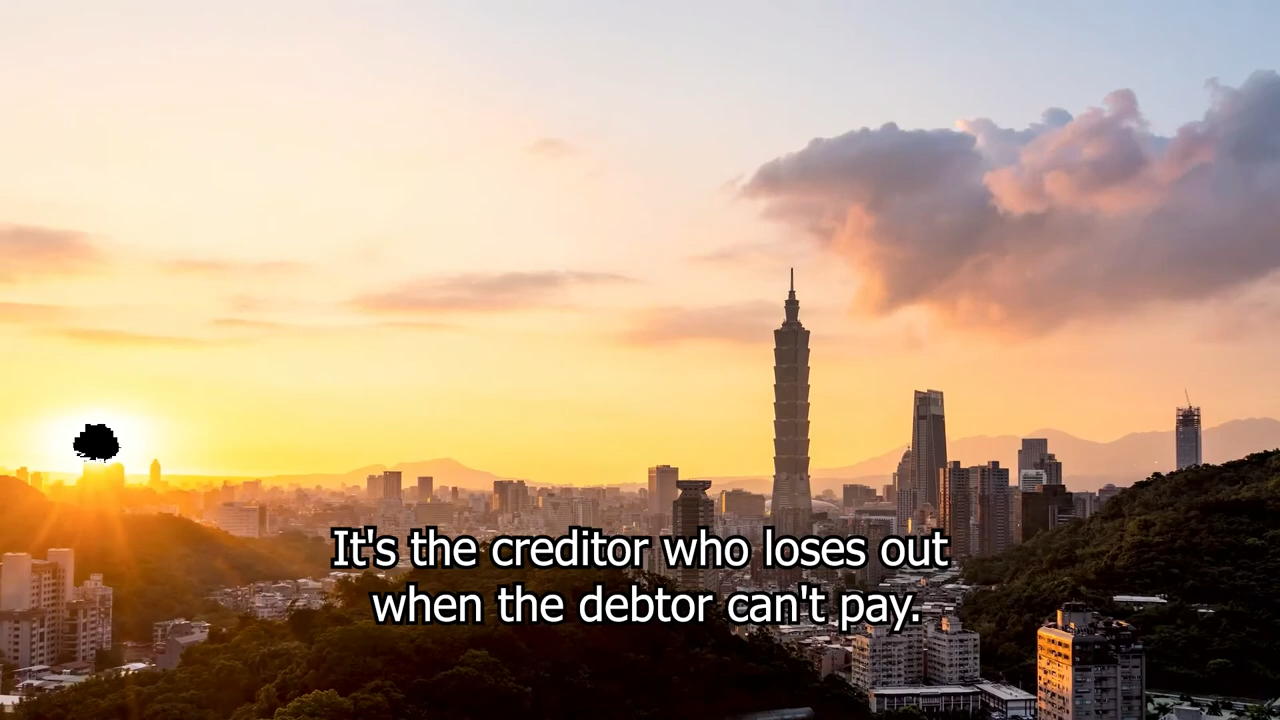 It's the creditor who loses out
when the debtor can't pay.